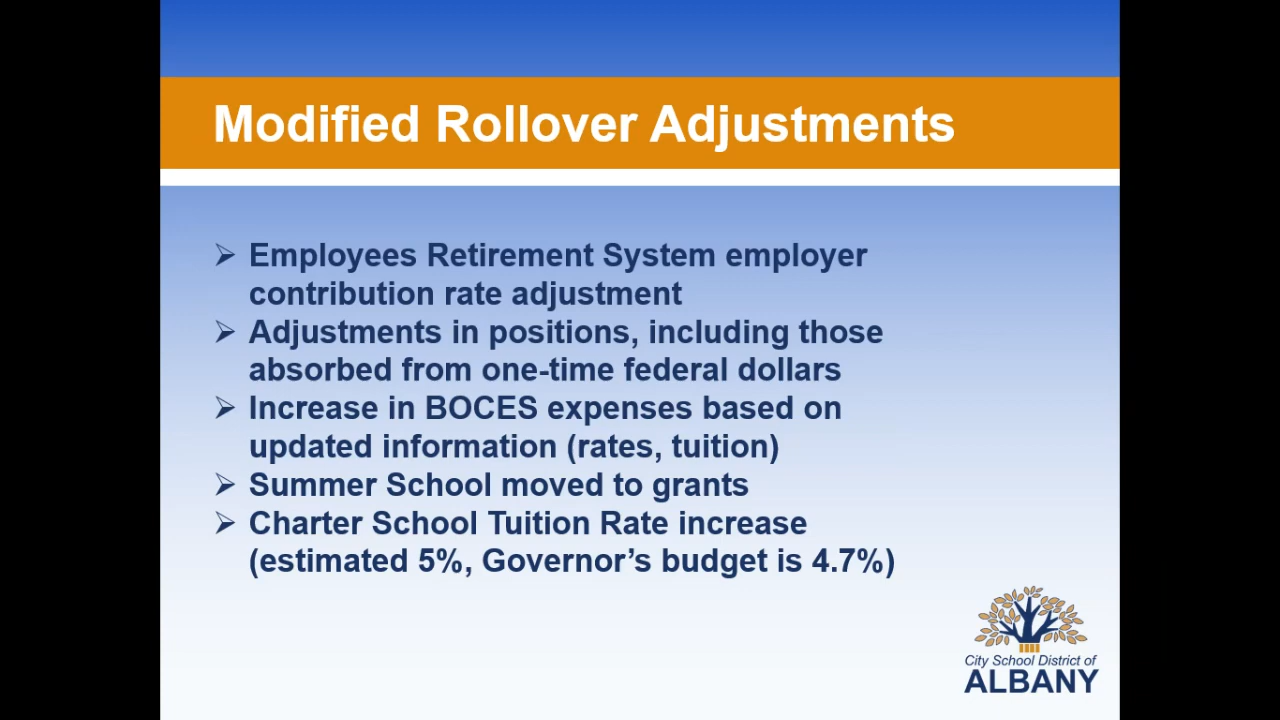 Modified Rollover Adjustments
➢ Employees Retirement System employer
contribution rate adjustment
➢ Adjustments in positions, including those
absorbed from one-time federal dollars
➢ Increase in BOCES expenses based on
updated information (rates, tuition)
➢ Summer School moved to grants
➢ Charter School Tuition Rate increase
(estimated 5%, Governor’s budget is 4.7%)
City School District of
ALBANY